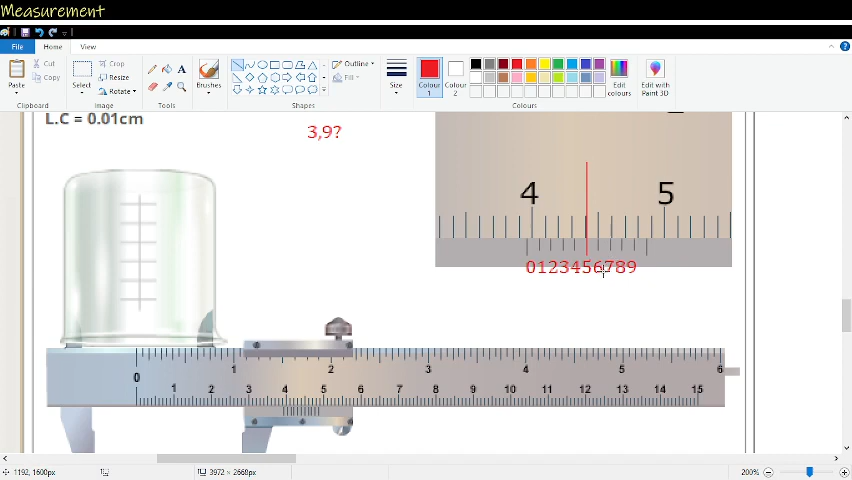 Measurement
File Home View
Paste Cut Copy Clipboard
Select Crop Resize Rotate Image
A Tools
Brushes
Outline Fill Shapes
Size
Colour 1 Colour 2 Edit colours Colours
Edit with Paint 3D
L.C = 0.01cm
3,9?
4 5
0123456789
0 1 2 3 4 5 6
1 2 3 4 5 6 7 8 9 10 11 12 13 14 15
1192, 1600px 3972 × 2668px 200%